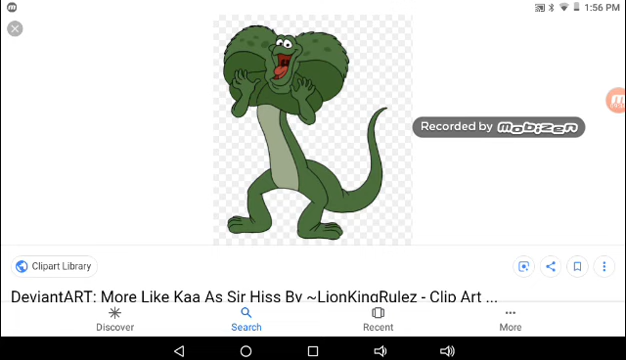 1:56 PM
Recorded by mobizen
Clipart Library
DeviantART: More Like Kaa As Sir Hiss By ~LionKingRulez - Clip Art ...
Discover
Search
Recent
More